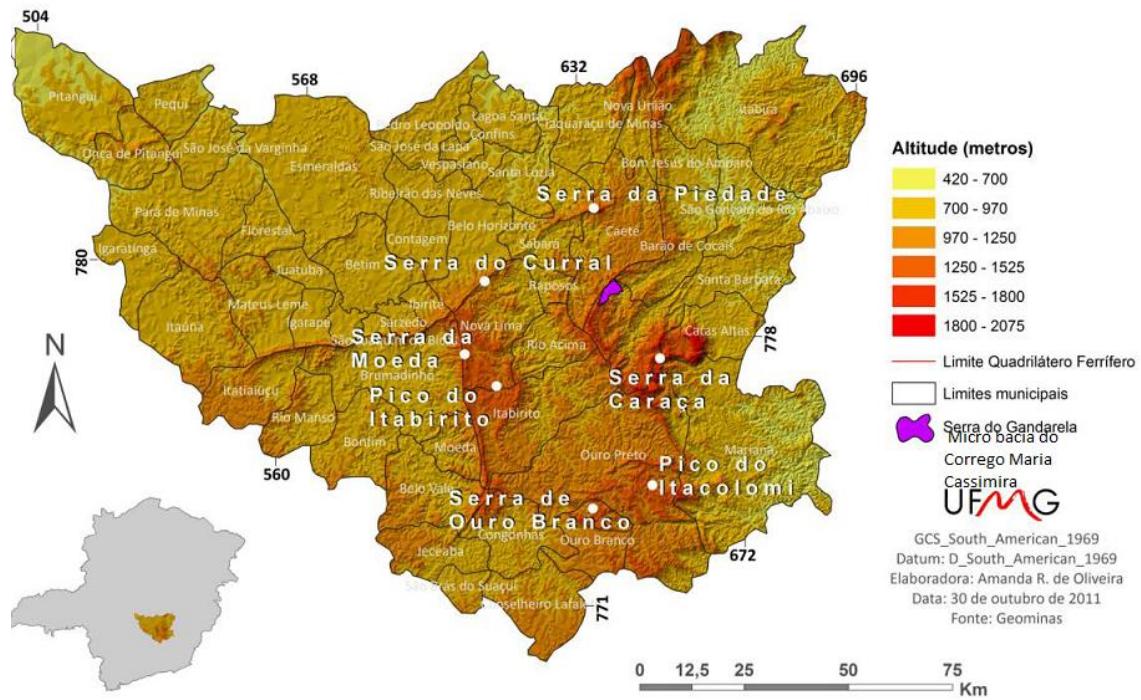 504
568
632
696
780
560
771
672
778
Pitangui
Pequi
Onça de Pitangui
São José da Varginha
Esmeraldas
Pedro Leopoldo
Lagoa Santa
Confins
São José da Lapa
Vespasiano
Santa Luzia
Ribeirão das Neves
Taquaraçu de Minas
Nova União
Itabira
Bom Jesus do Amparo
Serra da Piedade
São Gonçalo do Rio Abaixo
Pará de Minas
Florestal
Contagem
Belo Horizonte
Sabará
Caeté
Barão de Cocais
Igaratinga
Juatuba
Betim
Serra do Curral
Raposos
Santa Bárbara
Mateus Leme
Igarapé
Ibirité
Sarzedo
Itaúna
Nova Lima
Rio Acima
Catas Altas
Serra da
Moeda
Brumadinho
Serra da
Caraça
Pico do
Itabirito
Itabirito
Itatiaiuçu
Rio Manso
Bonfim
Moeda
Ouro Preto
Mariana
Pico do
Itacolomi
Belo Vale
Serra de
Ouro Branco
Congonhas
Ouro Branco
Jeceaba
São Brás do Suaçuí
N
Altitude (metros)
420 - 700
700 - 970
970 - 1250
1250 - 1525
1525 - 1800
1800 - 2075
Limite Quadrilátero Ferrífero
Limites municipais
Serra do Gandarela
Micro bacia do
Corrego Maria
Cassimira
UFMG
GCS_South_American_1969
Datum: D_South_American_1969
Elaboradora: Amanda R. de Oliveira
Data: 30 de outubro de 2011
Fonte: Geominas
0 12,5 25 50 75
Km